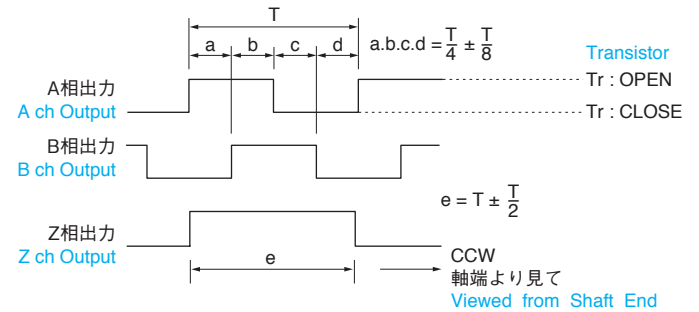 T
a b c d
a.b.c.d = T/4 ± T/8
Transistor
A相出力
A ch Output
Tr : OPEN
Tr : CLOSE
B相出力
B ch Output
e = T ± T/2
Z相出力
Z ch Output
e
CCW
軸端より見て
Viewed from Shaft End